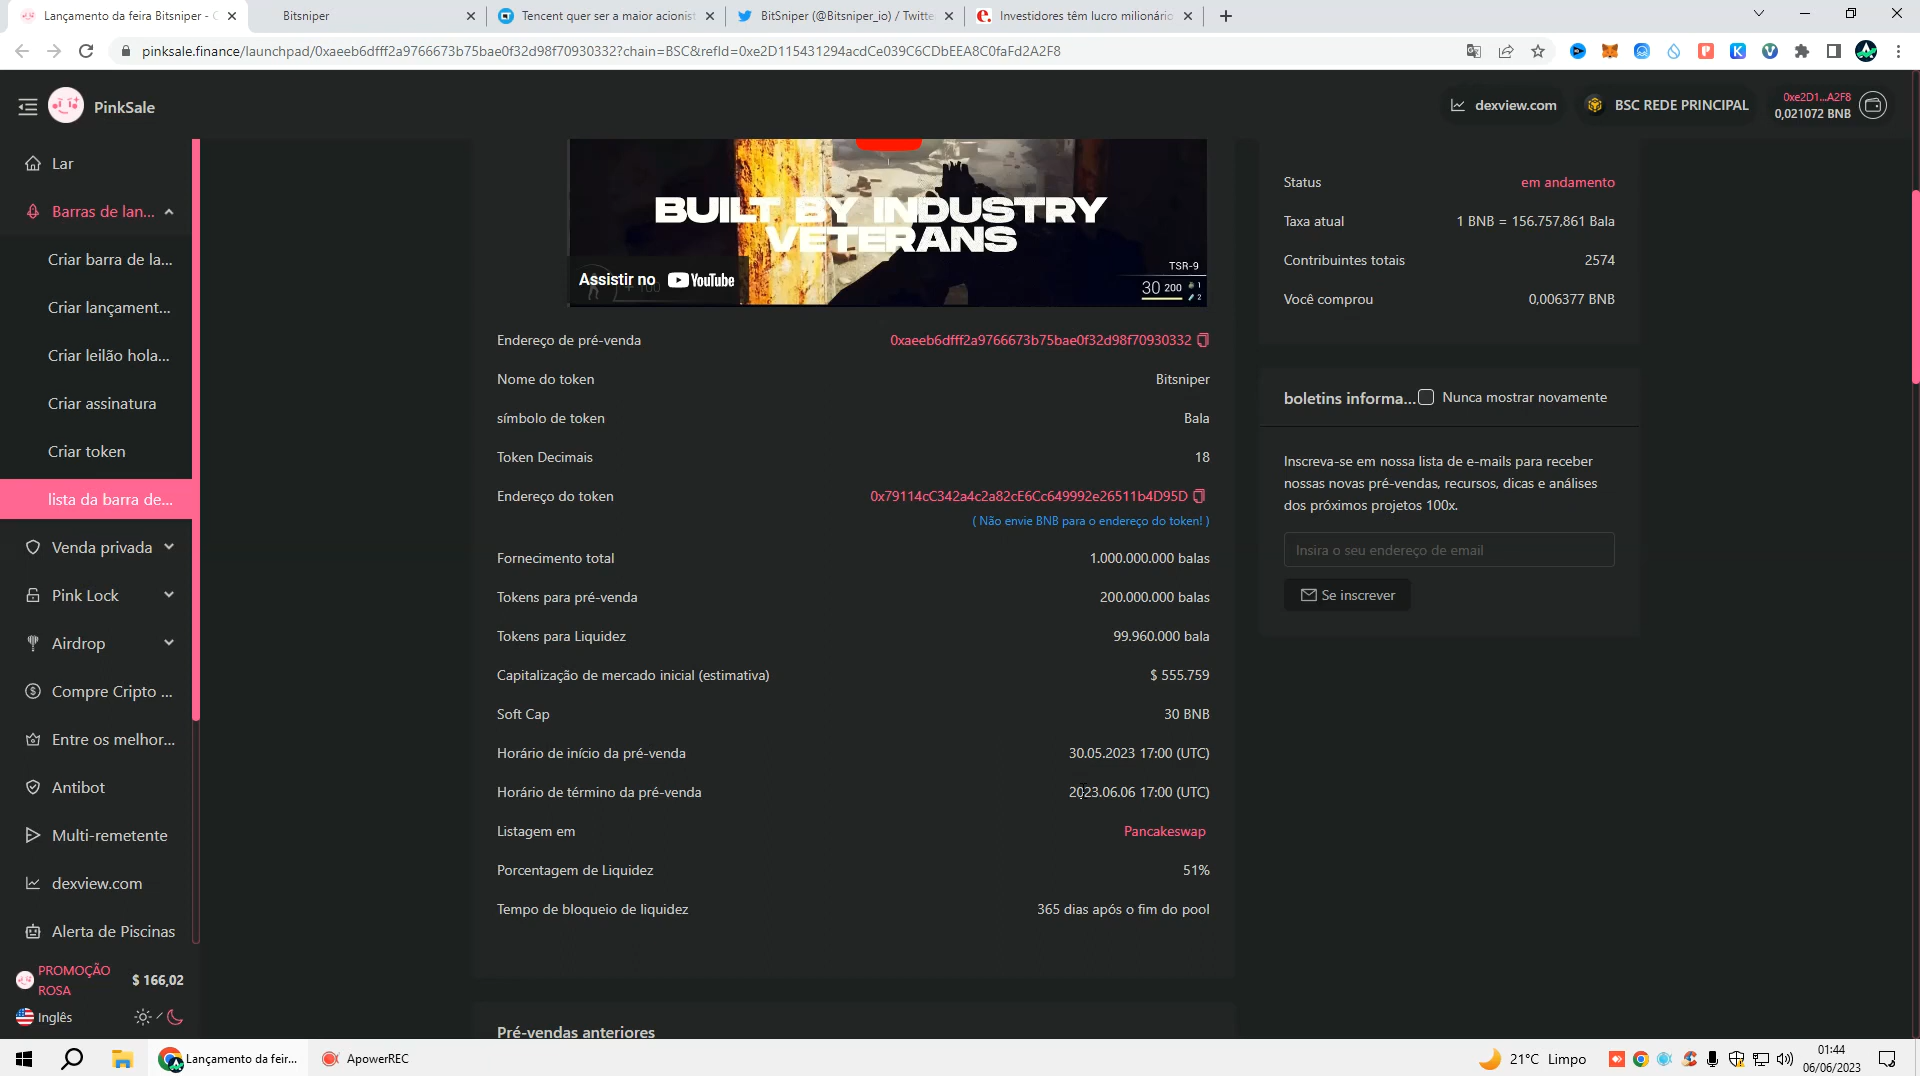 Lançamento da feira Bitsniper - C
Bitsniper
Tencent quer ser a maior acionist
BitSniper (@Bitsniper_io) / Twitte
Investidores têm lucro milionário
pinksale.finance/launchpad/0xaeeb6dfff2a9766673b75bae0f32d98f70930332?chain=BSC&refId=0xe2D115431294acdCe039C6CDbEEA8C0faFd2A2F8
PinkSale
dexview.com
BSC REDE PRINCIPAL
0xe2D1...A2F8
0,021072 BNB
Lar
Barras de lan...
Criar barra de la...
Criar lançament...
Criar leilão hola...
Criar assinatura
Criar token
lista da barra de...
Venda privada
Pink Lock
Airdrop
Compre Cripto ...
Entre os melhor...
Antibot
Multi-remetente
dexview.com
Alerta de Piscinas
PROMOÇÃO
ROSA
$ 166,02
Inglês
BUILT BY INDUSTRY
VETERANS
Assistir no YouTube
TSR-9
30 200
Endereço de pré-venda 0xaeeb6dfff2a9766673b75bae0f32d98f70930332
Nome do token Bitsniper
símbolo de token Bala
Token Decimais 18
Endereço do token 0x79114cC342a4c2a82cE6Cc649992e26511b4D95D
( Não envie BNB para o endereço do token! )
Fornecimento total 1.000.000.000 balas
Tokens para pré-venda 200.000.000 balas
Tokens para Liquidez 99.960.000 bala
Capitalização de mercado inicial (estimativa) $ 555.759
Soft Cap 30 BNB
Horário de início da pré-venda 30.05.2023 17:00 (UTC)
Horário de término da pré-venda 2023.06.06 17:00 (UTC)
Listagem em Pancakeswap
Porcentagem de Liquidez 51%
Tempo de bloqueio de liquidez 365 dias após o fim do pool
Pré-vendas anteriores
Status em andamento
Taxa atual 1 BNB = 156.757,861 Bala
Contribuintes totais 2574
Você comprou 0,006377 BNB
boletins informa... Nunca mostrar novamente
Inscreva-se em nossa lista de e-mails para receber
nossas novas pré-vendas, recursos, dicas e análises
dos próximos projetos 100x.
Insira o seu endereço de email
Se inscrever
Lançamento da feir...
ApowerREC
21°C Limpo
01:44
06/06/2023